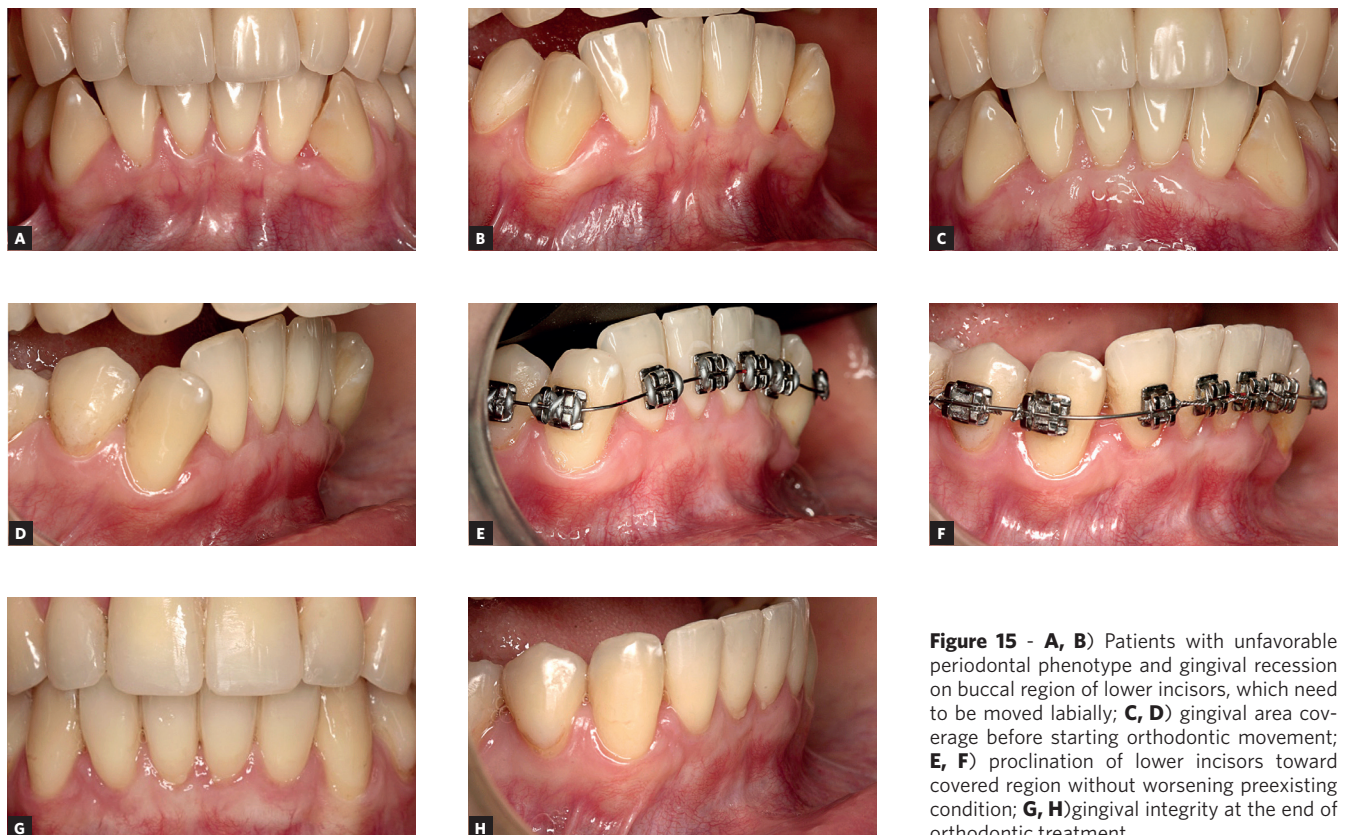 A
B
C
D
E
F
G
H
Figure 15 - A, B) Patients with unfavorable
periodontal phenotype and gingival recession
on buccal region of lower incisors, which need
to be moved labially; C, D) gingival area cov-
erage before starting orthodontic movement;
E, F) proclination of lower incisors toward
covered region without worsening preexisting
condition; G, H)gingival integrity at the end of
orthodontic treatment